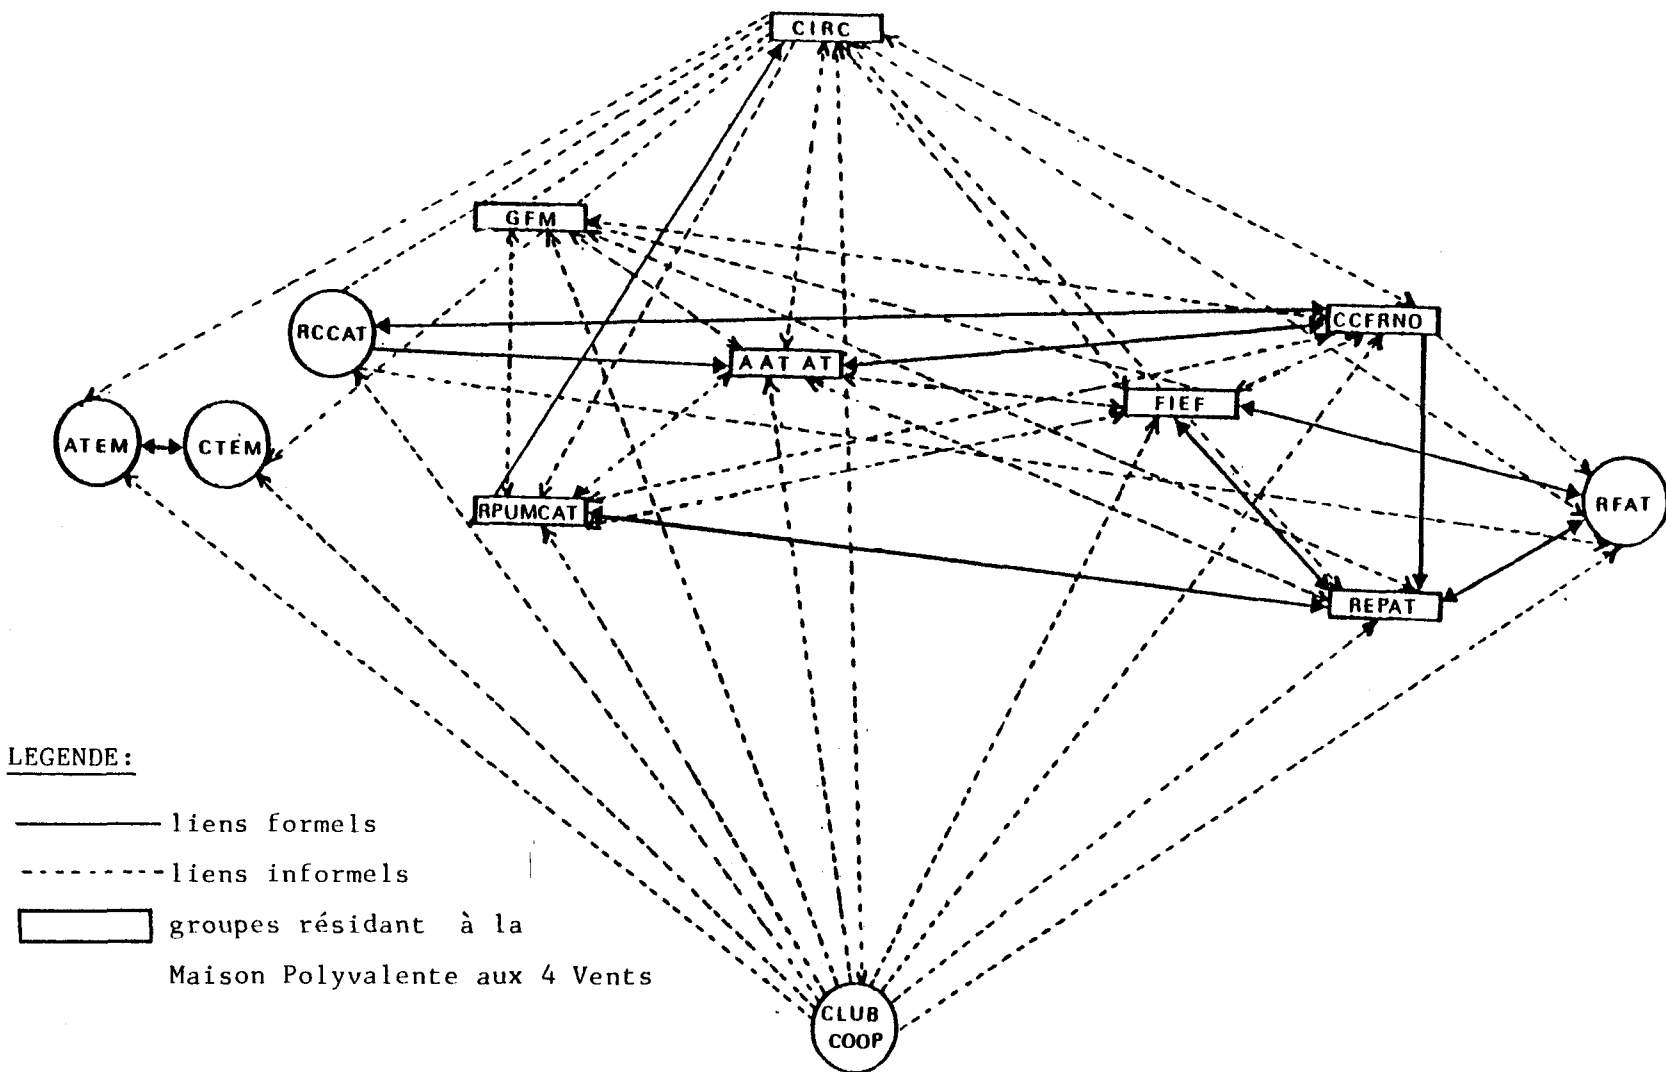 CIRC
GFM
RCCAT
CCFRNO
AAT AT
FIEF
ATEM
CTEM
RPUMCAT
RFAT
REPAT
LEGENDE:
liens formels
liens informels
groupes résidant à la
Maison Polyvalente aux 4 Vents
CLUB
COOP